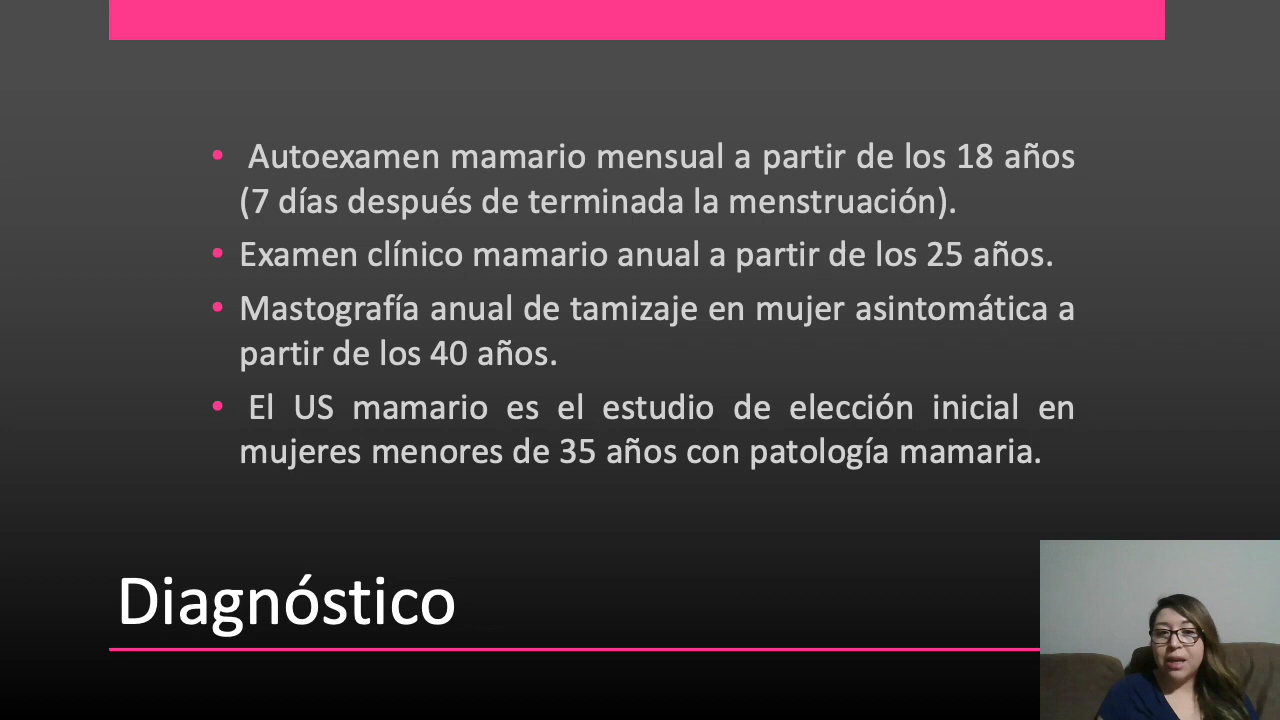 • Autoexamen mamario mensual a partir de los 18 años
(7 días después de terminada la menstruación).
• Examen clínico mamario anual a partir de los 25 años.
• Mastografía anual de tamizaje en mujer asintomática a
partir de los 40 años.
• El US mamario es el estudio de elección inicial en
mujeres menores de 35 años con patología mamaria.
Diagnóstico